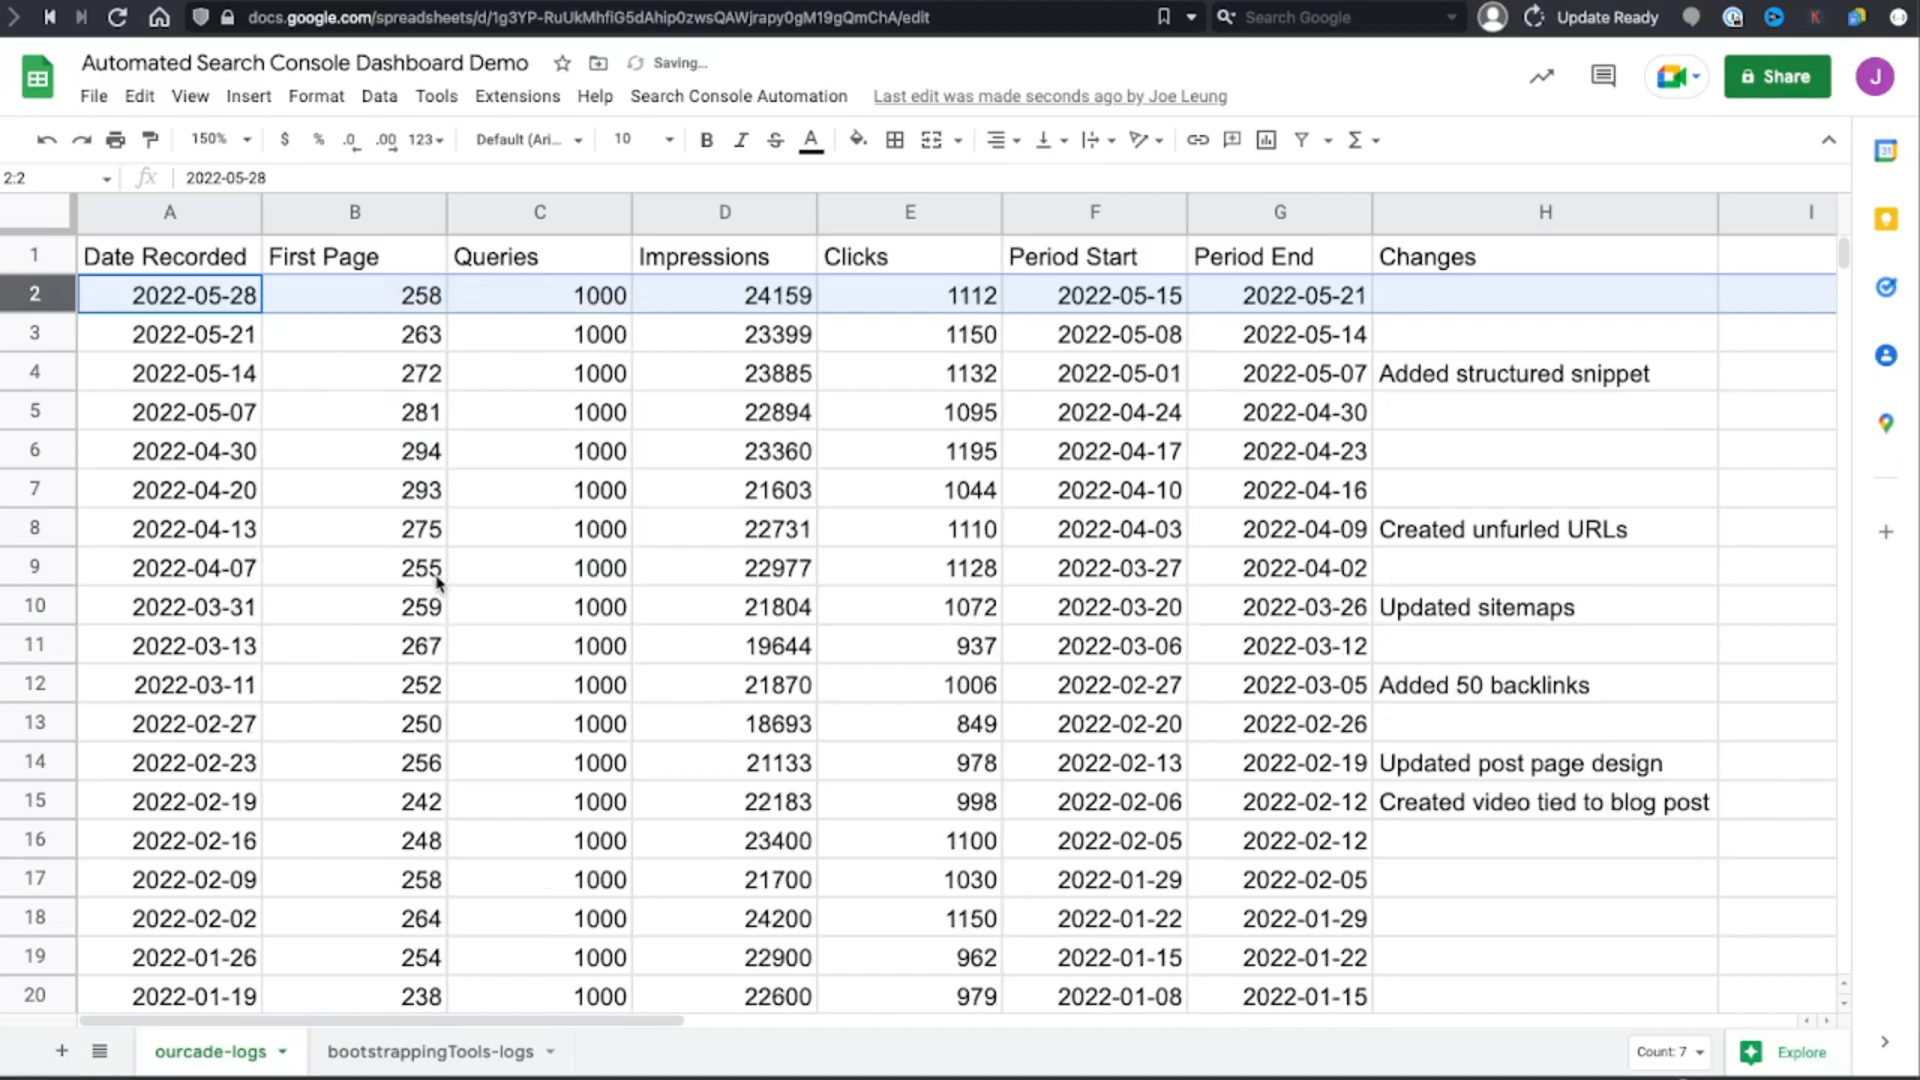 docs.google.com/spreadsheets/d/1g3YP-RuUkMhfiG5dAhip0zwsQAWjrapy0gM19gQmChA/edit Search Google Update Ready
Automated Search Console Dashboard Demo Saving...
Share J
File Edit View Insert Format Data Tools Extensions Help Search Console Automation Last edit was made seconds ago by Joe Leung
150% $ % .0 .00 123 Default (Ari... 10 B I S A
2:2 fx 2022-05-28
A B C D E F G H I
1 Date Recorded First Page Queries Impressions Clicks Period Start Period End Changes
2 2022-05-28 258 1000 24159 1112 2022-05-15 2022-05-21
3 2022-05-21 263 1000 23399 1150 2022-05-08 2022-05-14
4 2022-05-14 272 1000 23885 1132 2022-05-01 2022-05-07 Added structured snippet
5 2022-05-07 281 1000 22894 1095 2022-04-24 2022-04-30
6 2022-04-30 294 1000 23360 1195 2022-04-17 2022-04-23
7 2022-04-20 293 1000 21603 1044 2022-04-10 2022-04-16
8 2022-04-13 275 1000 22731 1110 2022-04-03 2022-04-09 Created unfurled URLs
9 2022-04-07 255 1000 22977 1128 2022-03-27 2022-04-02
10 2022-03-31 259 1000 21804 1072 2022-03-20 2022-03-26 Updated sitemaps
11 2022-03-13 267 1000 19644 937 2022-03-06 2022-03-12
12 2022-03-11 252 1000 21870 1006 2022-02-27 2022-03-05 Added 50 backlinks
13 2022-02-27 250 1000 18693 849 2022-02-20 2022-02-26
14 2022-02-23 256 1000 21133 978 2022-02-13 2022-02-19 Updated post page design
15 2022-02-19 242 1000 22183 998 2022-02-06 2022-02-12 Created video tied to blog post
16 2022-02-16 248 1000 23400 1100 2022-02-05 2022-02-12
17 2022-02-09 258 1000 21700 1030 2022-01-29 2022-02-05
18 2022-02-02 264 1000 24200 1150 2022-01-22 2022-01-29
19 2022-01-26 254 1000 22900 962 2022-01-15 2022-01-22
20 2022-01-19 238 1000 22600 979 2022-01-08 2022-01-15
ourcade-logs bootstrappingTools-logs Count: 7 Explore